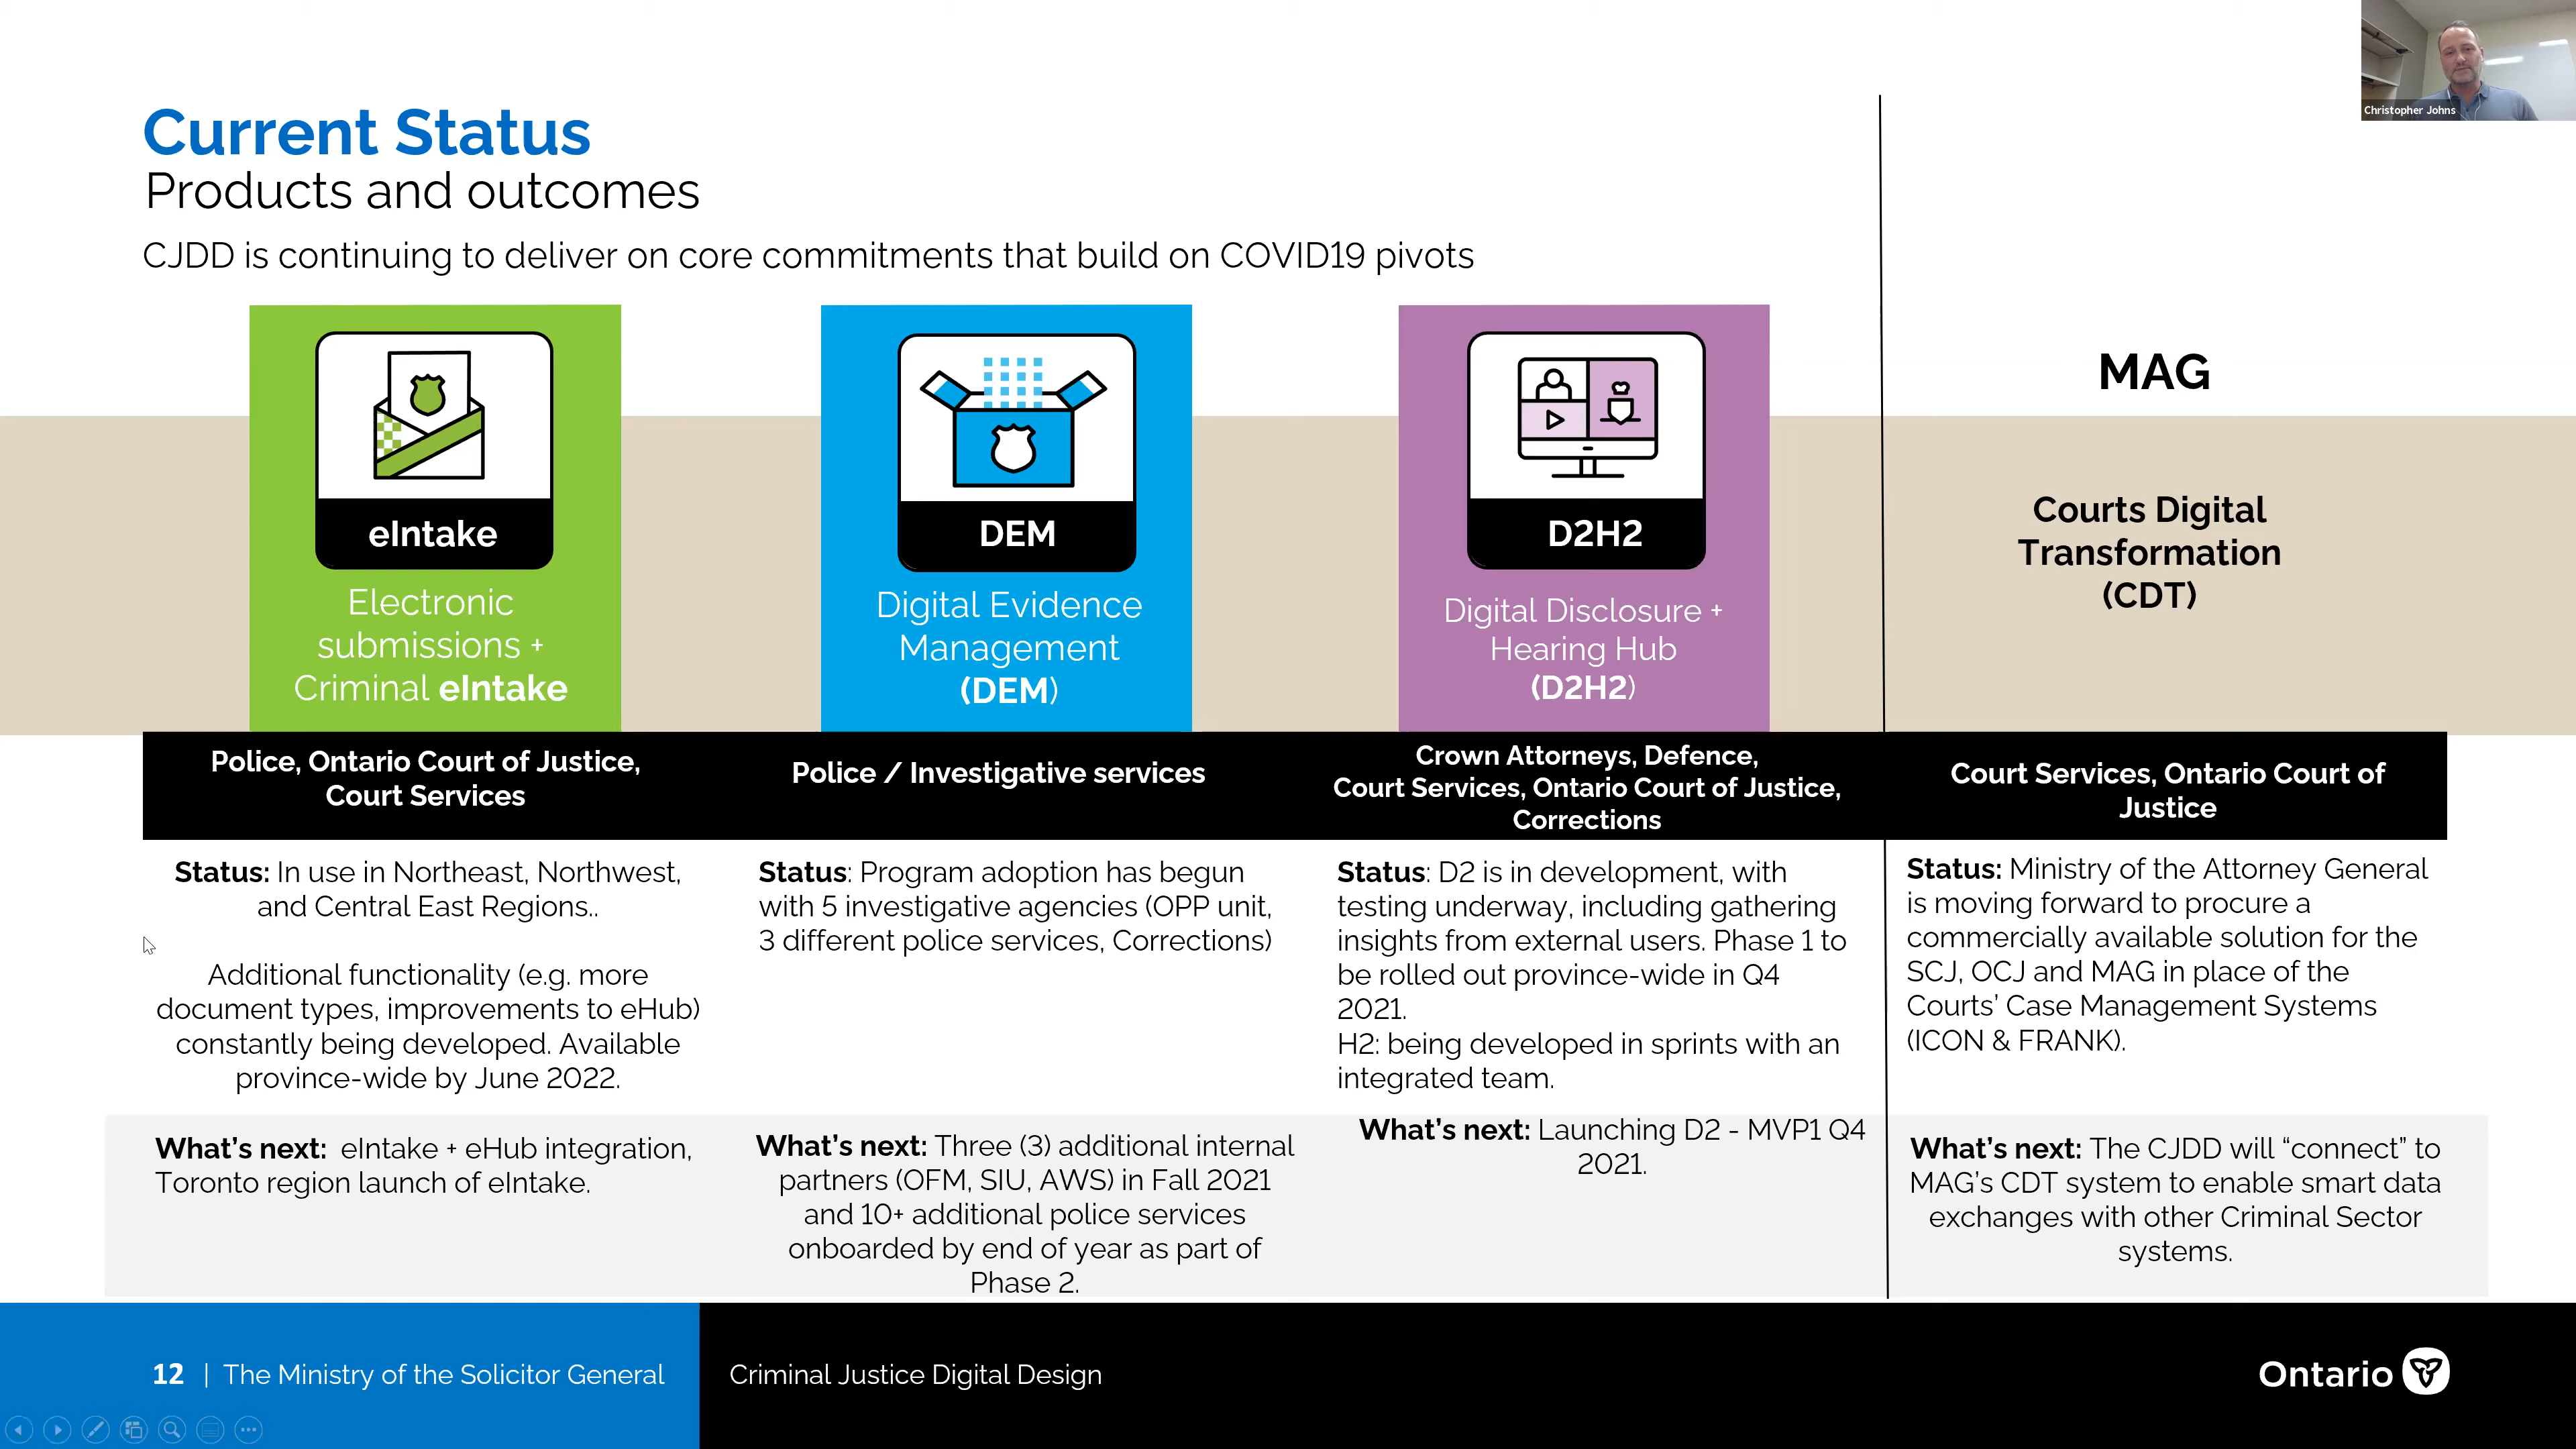 Christopher Johns
Current Status
Products and outcomes
CJDD is continuing to deliver on core commitments that build on COVID19 pivots
eIntake
Electronic
submissions +
Criminal eIntake
DEM
Digital Evidence
Management
(DEM)
D2H2
Digital Disclosure +
Hearing Hub
(D2H2)
MAG
Courts Digital
Transformation
(CDT)
Police, Ontario Court of Justice,
Court Services
Police / Investigative services
Crown Attorneys, Defence,
Court Services, Ontario Court of Justice,
Corrections
Court Services, Ontario Court of
Justice
Status: In use in Northeast, Northwest,
and Central East Regions..
Additional functionality (e.g. more
document types, improvements to eHub)
constantly being developed. Available
province-wide by June 2022.
Status: Program adoption has begun
with 5 investigative agencies (OPP unit,
3 different police services, Corrections)
Status: D2 is in development, with
testing underway, including gathering
insights from external users. Phase 1 to
be rolled out province-wide in Q4
2021.
H2: being developed in sprints with an
integrated team.
Status: Ministry of the Attorney General
is moving forward to procure a
commercially available solution for the
SCJ, OCJ and MAG in place of the
Courts’ Case Management Systems
(ICON & FRANK).
What’s next: eIntake + eHub integration,
Toronto region launch of eIntake.
What’s next: Three (3) additional internal
partners (OFM, SIU, AWS) in Fall 2021
and 10+ additional police services
onboarded by end of year as part of
Phase 2.
What’s next: Launching D2 - MVP1 Q4
2021.
What’s next: The CJDD will “connect” to
MAG’s CDT system to enable smart data
exchanges with other Criminal Sector
systems.
12 | The Ministry of the Solicitor General
Criminal Justice Digital Design
Ontario